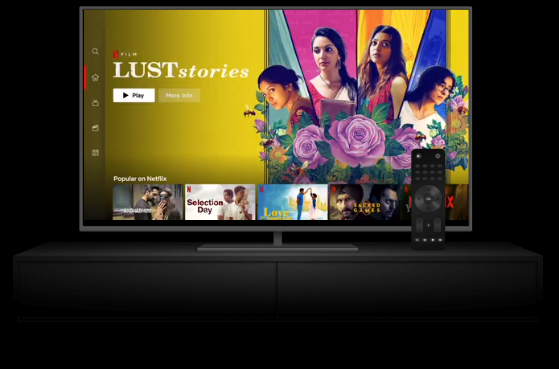 N FILM
LUST stories
Play
More Info
Popular on Netflix
Selection
Day
Love
SACRED
GAMES